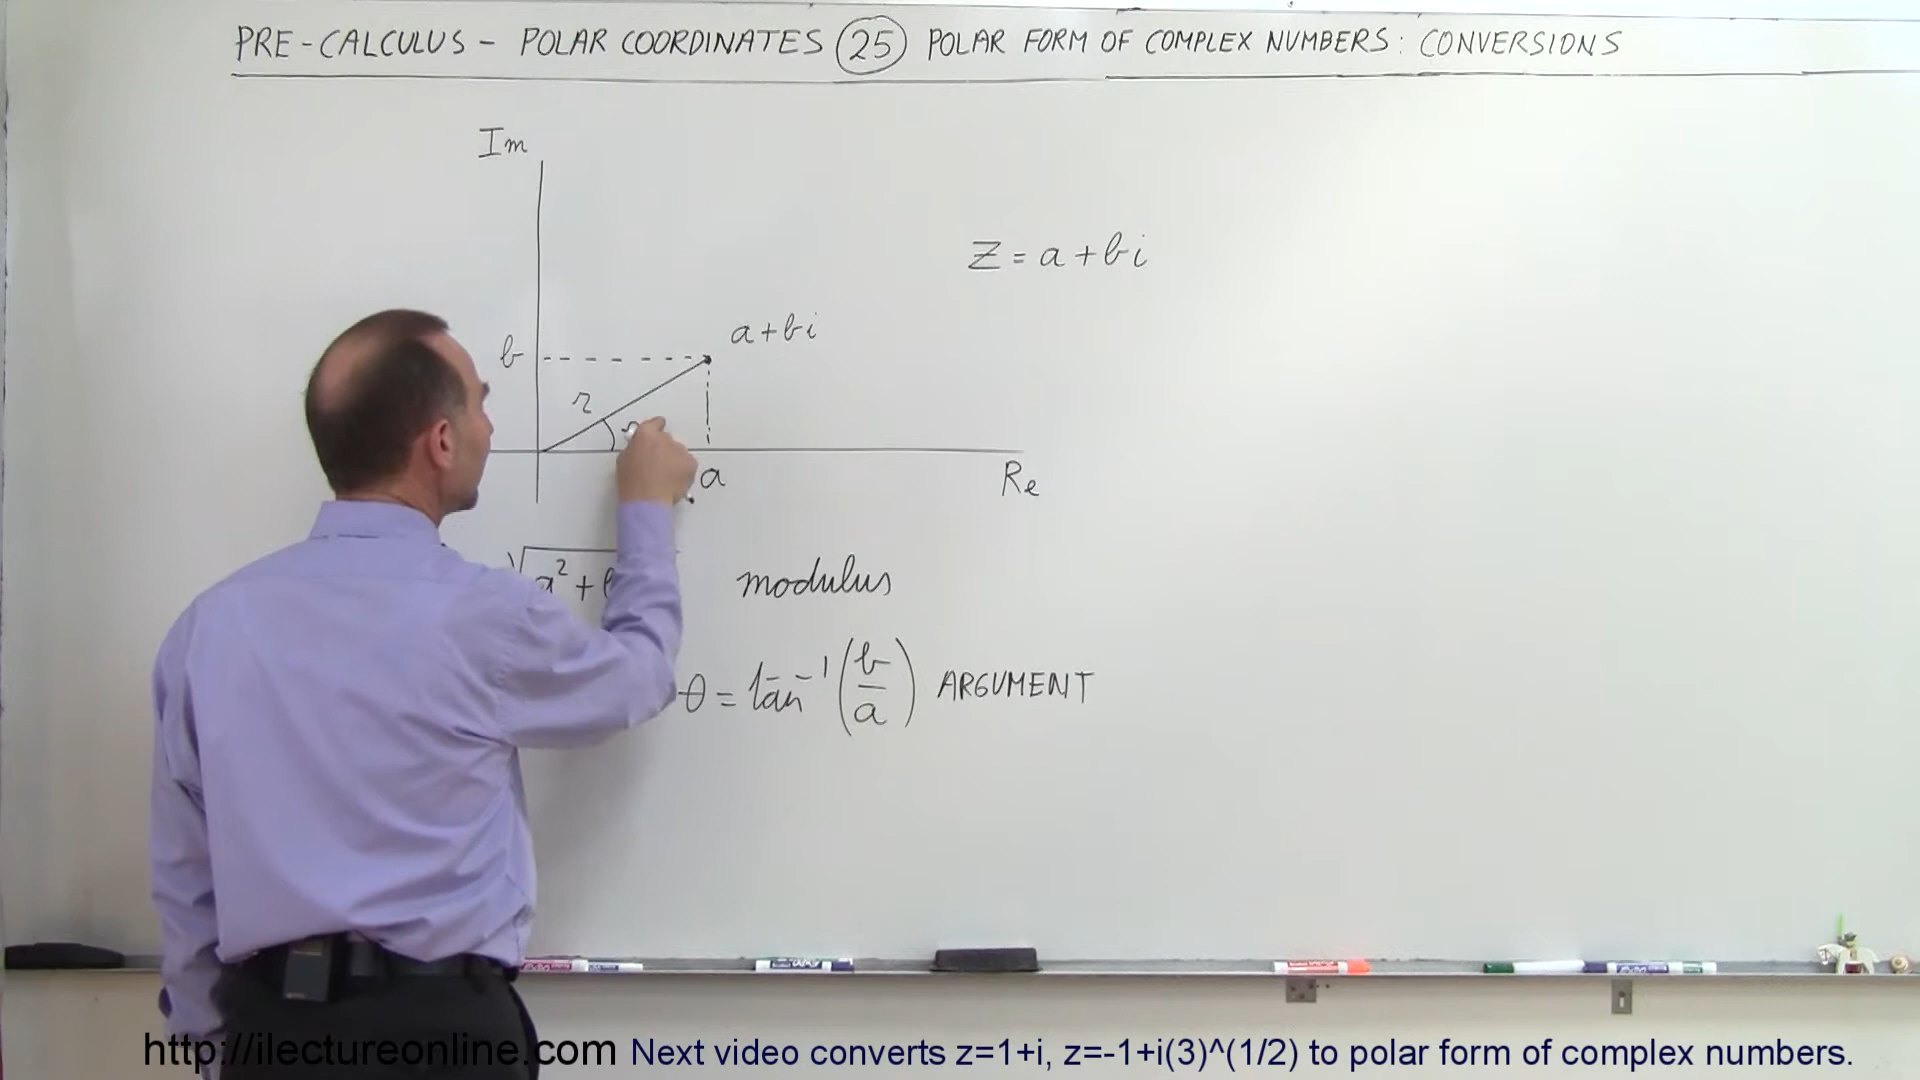 PRE-CALCULUS - POLAR COORDINATES 25 POLAR FORM OF COMPLEX NUMBERS: CONVERSIONS
Im
z = a + bi
a + bi
b
r
a
Re
√a² +
modulus
θ = tan⁻¹(b/a) ARGUMENT
http://ilectureonline.com Next video converts z=1+i, z=-1+i(3)^(1/2) to polar form of complex numbers.